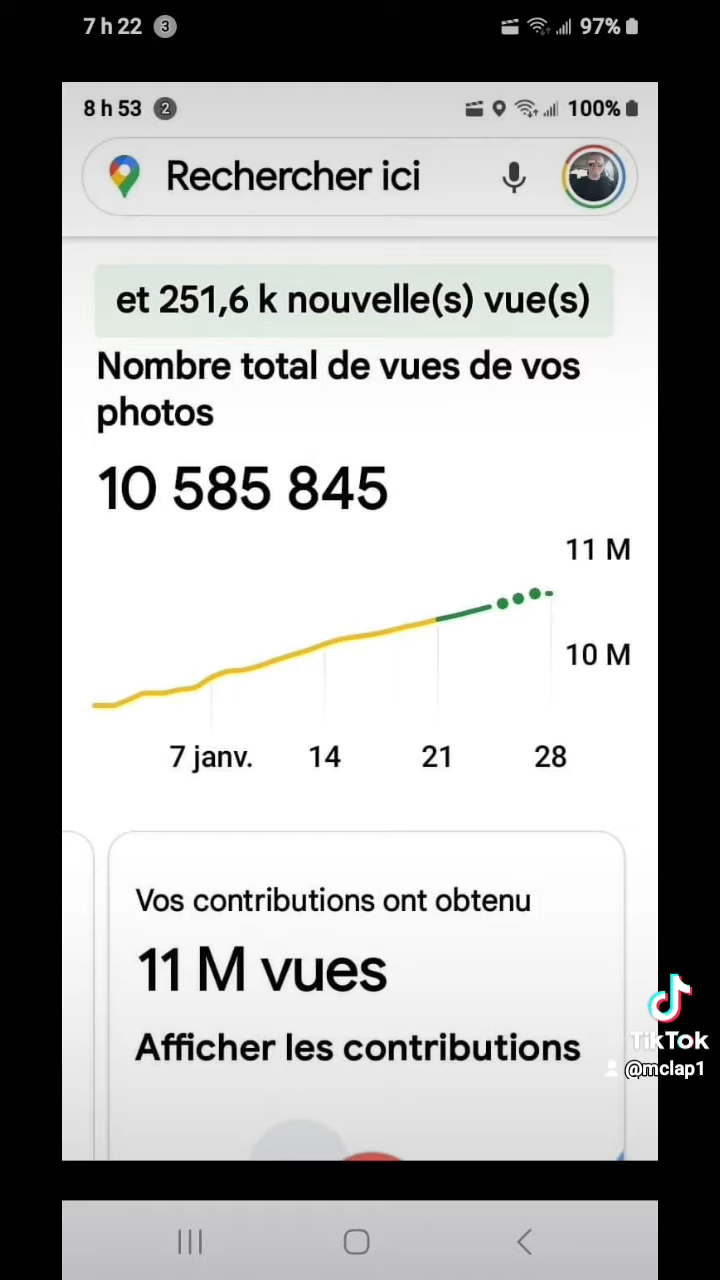 7 h 22 3 97%
8 h 53 2 100%
Rechercher ici
et 251,6 k nouvelle(s) vue(s)
Nombre total de vues de vos
photos
10 585 845
11 M
10 M
7 janv. 14 21 28
Vos contributions ont obtenu
11 M vues
Afficher les contributions
TikTok
@mclap1